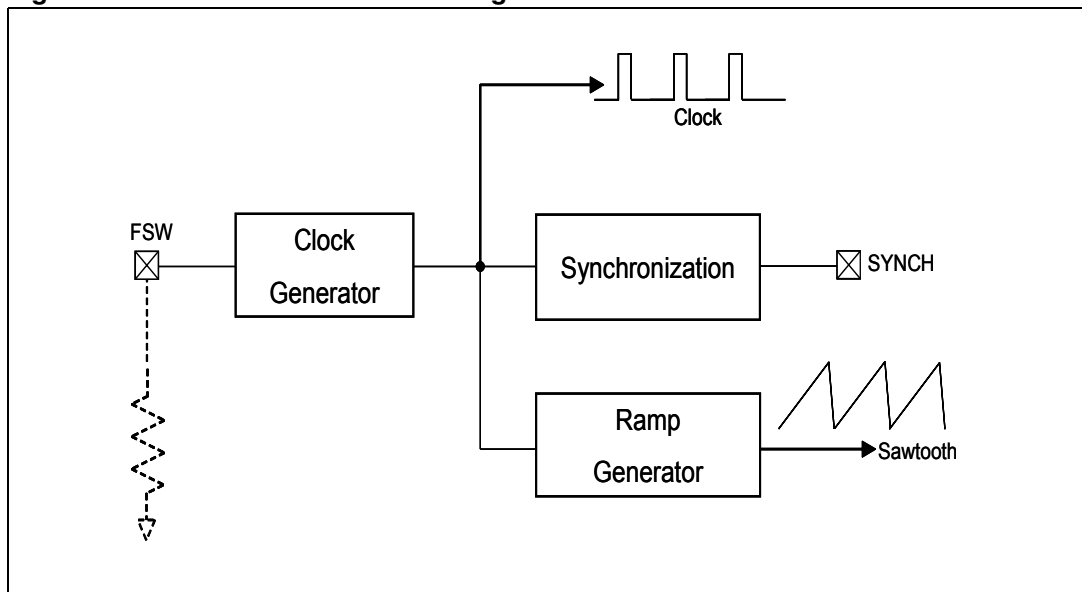 Clock
FSW
Clock
Generator
Synchronization
SYNCH
Ramp
Generator
Sawtooth